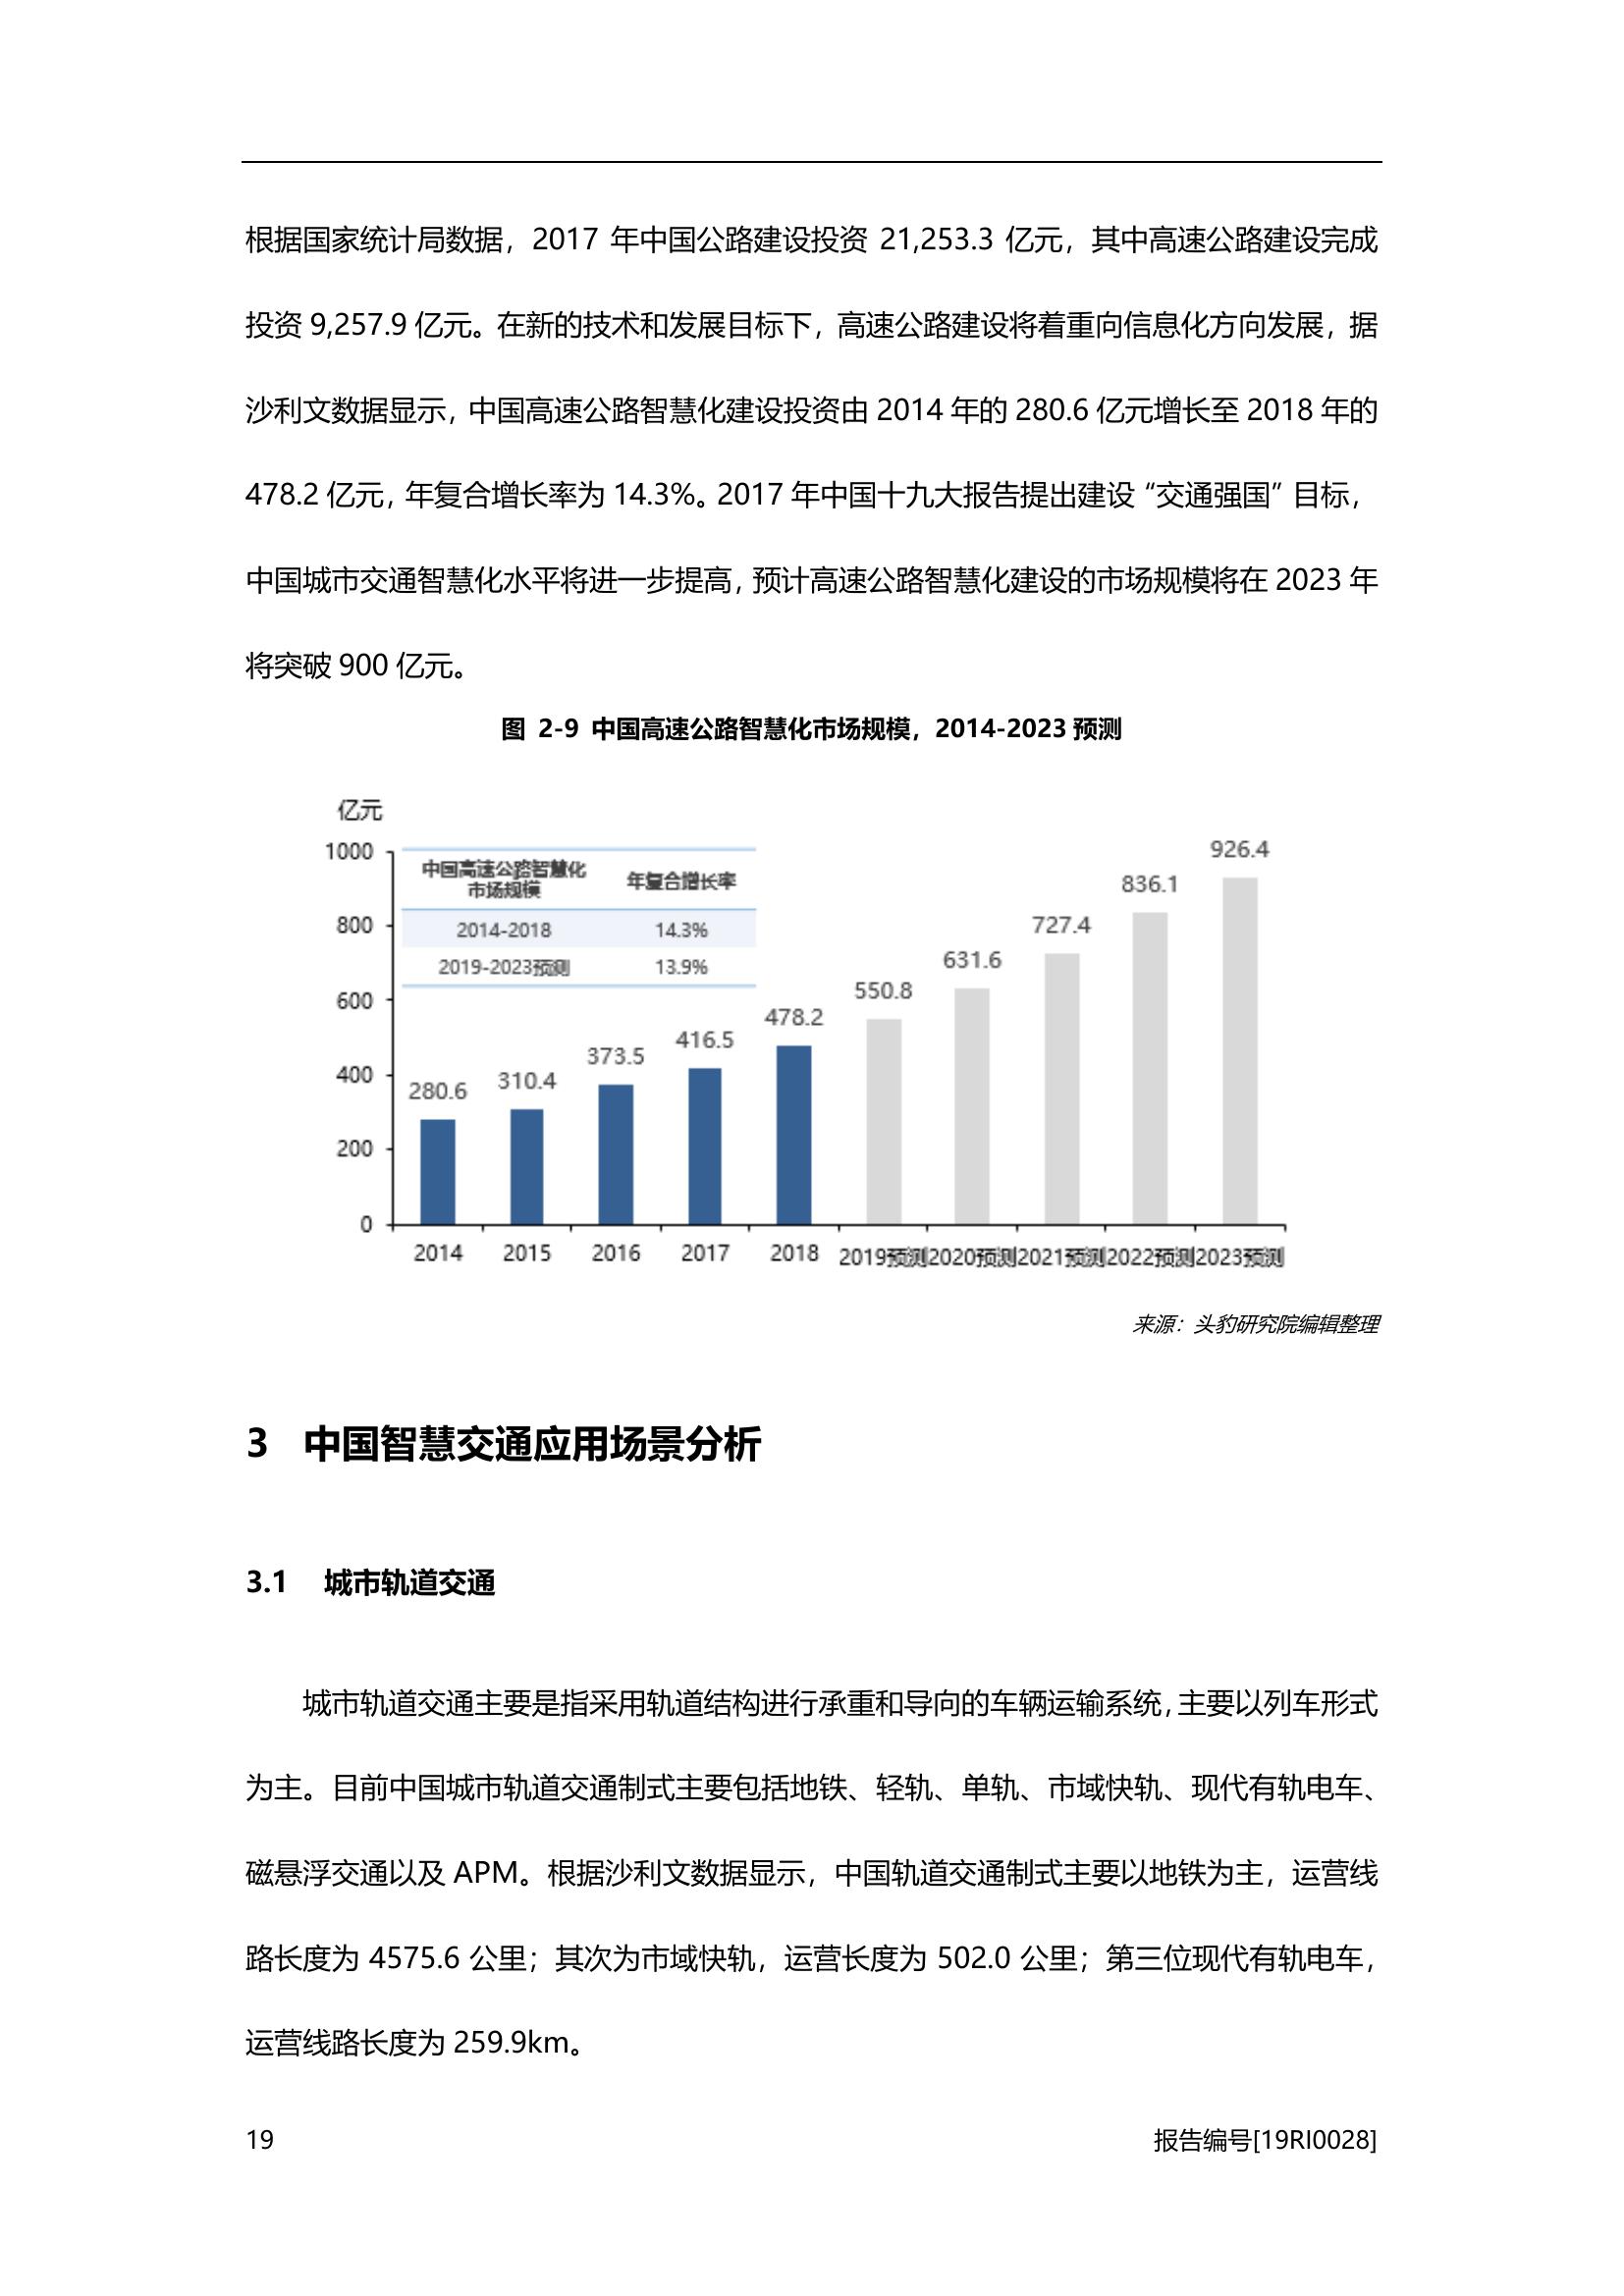 根据国家统计局数据，2017 年中国公路建设投资 21,253.3 亿元，其中高速公路建设完成
投资 9,257.9 亿元。在新的技术和发展目标下，高速公路建设将着重向信息化方向发展，据
沙利文数据显示，中国高速公路智慧化建设投资由 2014 年的 280.6 亿元增长至 2018 年的
478.2 亿元，年复合增长率为 14.3%。2017 年中国十九大报告提出建设“交通强国”目标，
中国城市交通智慧化水平将进一步提高，预计高速公路智慧化建设的市场规模将在 2023 年
将突破 900 亿元。
图 2-9 中国高速公路智慧化市场规模，2014-2023 预测
亿元
1000
800
600
400
200
0
中国高速公路智慧化
市场规模
年复合增长率
2014-2018 14.3%
2019-2023预测 13.9%
280.6 310.4 373.5 416.5 478.2 550.8 631.6 727.4 836.1 926.4
2014 2015 2016 2017 2018 2019预测 2020预测 2021预测 2022预测 2023预测
来源：头豹研究院编辑整理
3 中国智慧交通应用场景分析
3.1 城市轨道交通
城市轨道交通主要是指采用轨道结构进行承重和导向的车辆运输系统，主要以列车形式
为主。目前中国城市轨道交通制式主要包括地铁、轻轨、单轨、市域快轨、现代有轨电车、
磁悬浮交通以及 APM。根据沙利文数据显示，中国轨道交通制式主要以地铁为主，运营线
路长度为 4575.6 公里；其次为市域快轨，运营长度为 502.0 公里；第三位现代有轨电车，
运营线路长度为 259.9km。
19 报告编号[19RI0028]